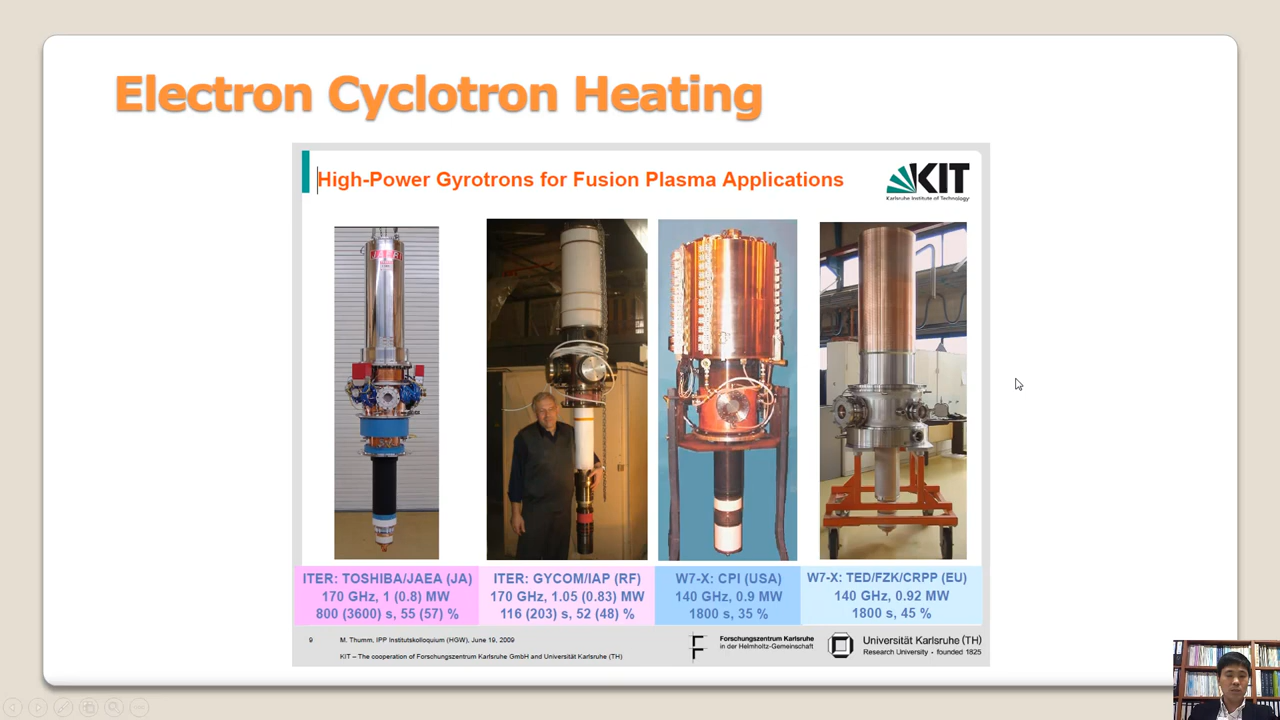 Electron Cyclotron Heating
High-Power Gyrotrons for Fusion Plasma Applications
KIT
Karlsruhe Institute of Technology
ITER: TOSHIBA/JAEA (JA)
170 GHz, 1 (0.8) MW
800 (3600) s, 55 (57) %
ITER: GYCOM/IAP (RF)
170 GHz, 1.05 (0.83) MW
116 (203) s, 52 (48) %
W7-X: CPI (USA)
140 GHz, 0.9 MW
1800 s, 35 %
W7-X: TED/FZK/CRPP (EU)
140 GHz, 0.92 MW
1800 s, 45 %
9
M. Thumm, IPP Institutskolloquium (HGW), June 19, 2009
KIT – The cooperation of Forschungszentrum Karlsruhe GmbH and Universität Karlsruhe (TH)
Forschungszentrum Karlsruhe
in der Helmholtz-Gemeinschaft
Universität Karlsruhe (TH)
Research University • founded 1825